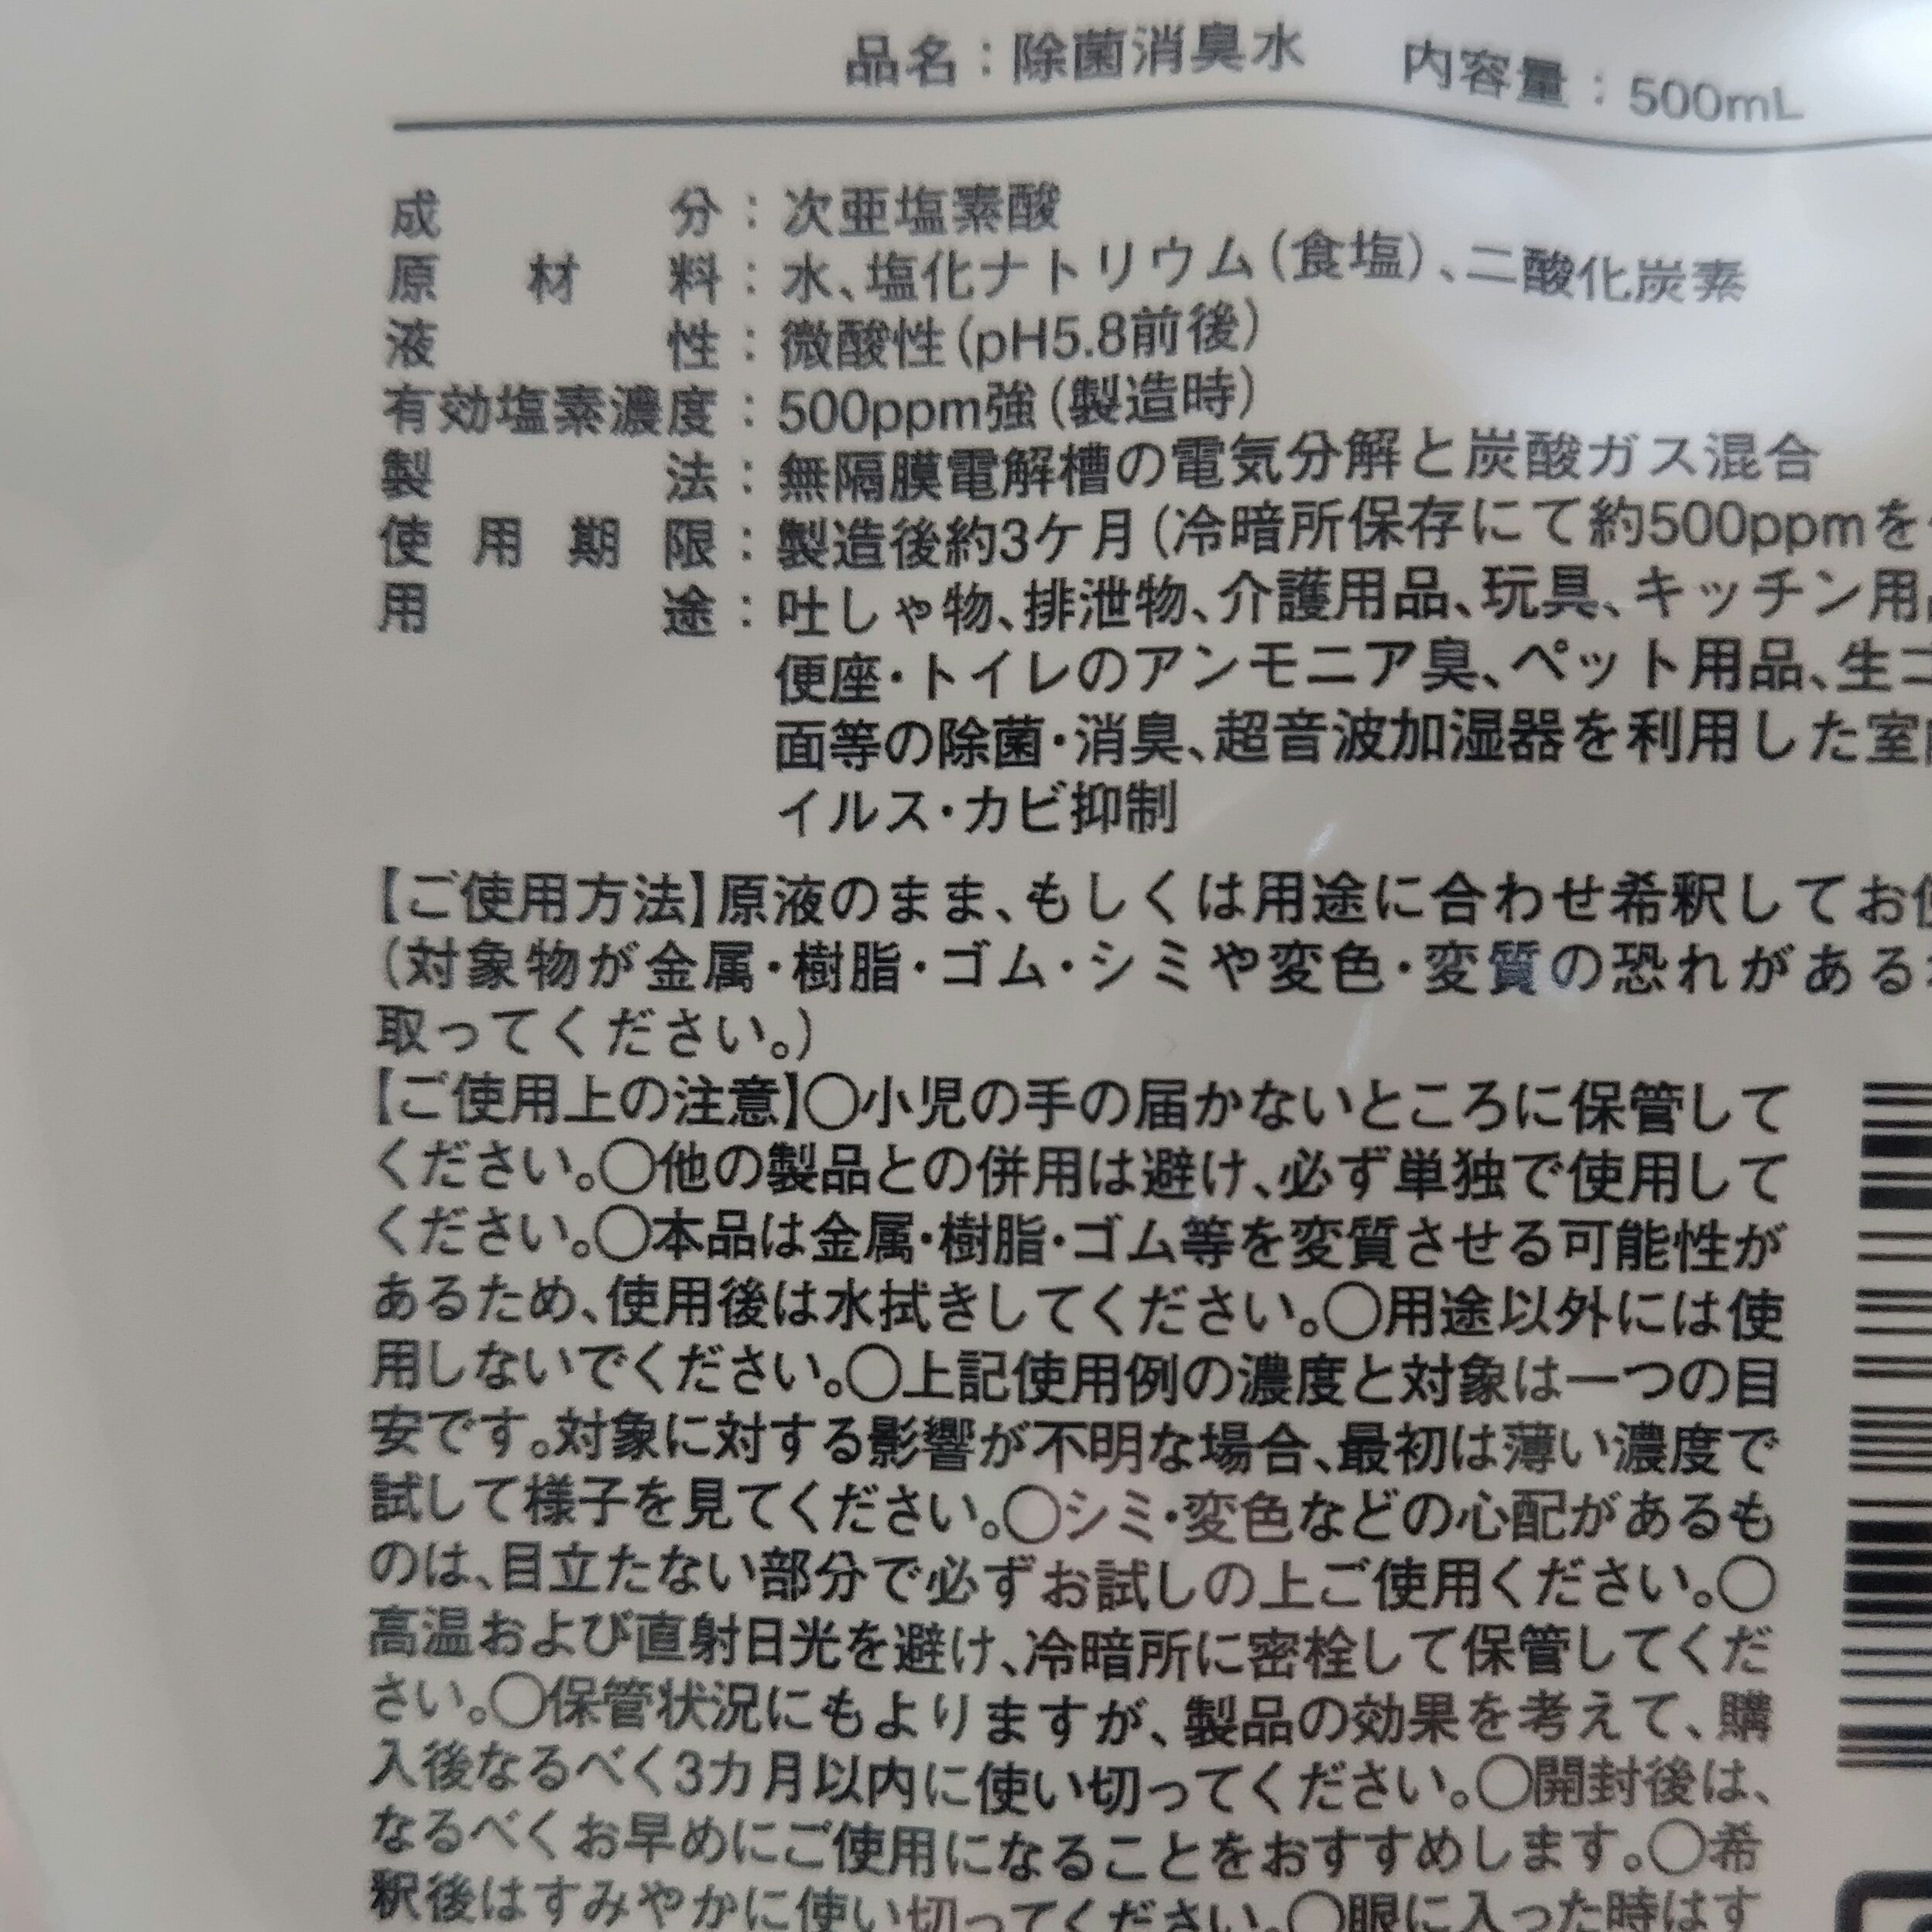 品名：除菌消臭水　内容量：500mL
成分：次亜塩素酸
原材料：水、塩化ナトリウム（食塩）、二酸化炭素
液性：微酸性（pH5.8前後）
有効塩素濃度：500ppm強（製造時）
製法：無隔膜電解槽の電気分解と炭酸ガス混合
使用期限：製造後約3ケ月（冷暗所保存にて約500ppmを
用途：吐しゃ物、排泄物、介護用品、玩具、キッチン用
便座・トイレのアンモニア臭、ペット用品、生ゴ
面等の除菌・消臭、超音波加湿器を利用した室
イルス・カビ抑制
【ご使用方法】原液のまま、もしくは用途に合わせ希釈してお使
（対象物が金属・樹脂・ゴム・シミや変色・変質の恐れがある
取ってください。）
【ご使用上の注意】〇小児の手の届かないところに保管して
ください。〇他の製品との併用は避け、必ず単独で使用して
ください。〇本品は金属・樹脂・ゴム等を変質させる可能性が
あるため、使用後は水拭きしてください。〇用途以外には使
用しないでください。〇上記使用例の濃度と対象は一つの目
安です。対象に対する影響が不明な場合、最初は薄い濃度で
試して様子を見てください。〇シミ・変色などの心配があるも
のは、目立たない部分で必ずお試しの上ご使用ください。〇
高温および直射日光を避け、冷暗所に密栓して保管してくだ
さい。〇保管状況にもよりますが、製品の効果を考えて、購
入後なるべく3カ月以内に使い切ってください。〇開封後は、
なるべくお早めにご使用になることをおすすめします。〇希
釈後はすみやかに使い切ってください。〇眼に入った時はす